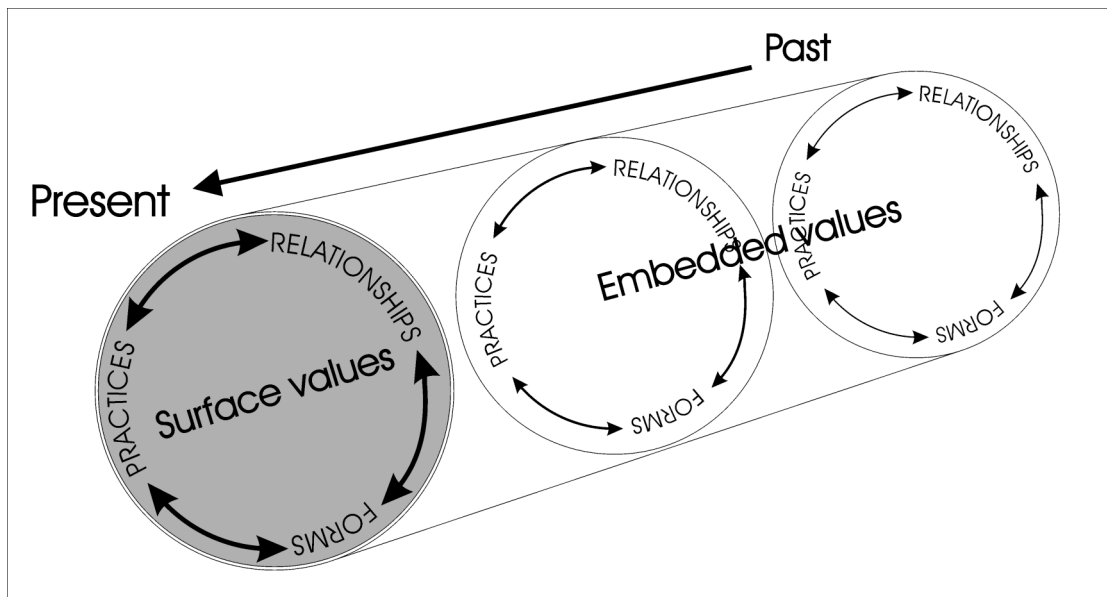 Past
Present
RELATIONSHIPS
PRACTICES
FORMS
Surface values
RELATIONSHIPS
PRACTICES
FORMS
Embedded values
RELATIONSHIPS
PRACTICES
FORMS